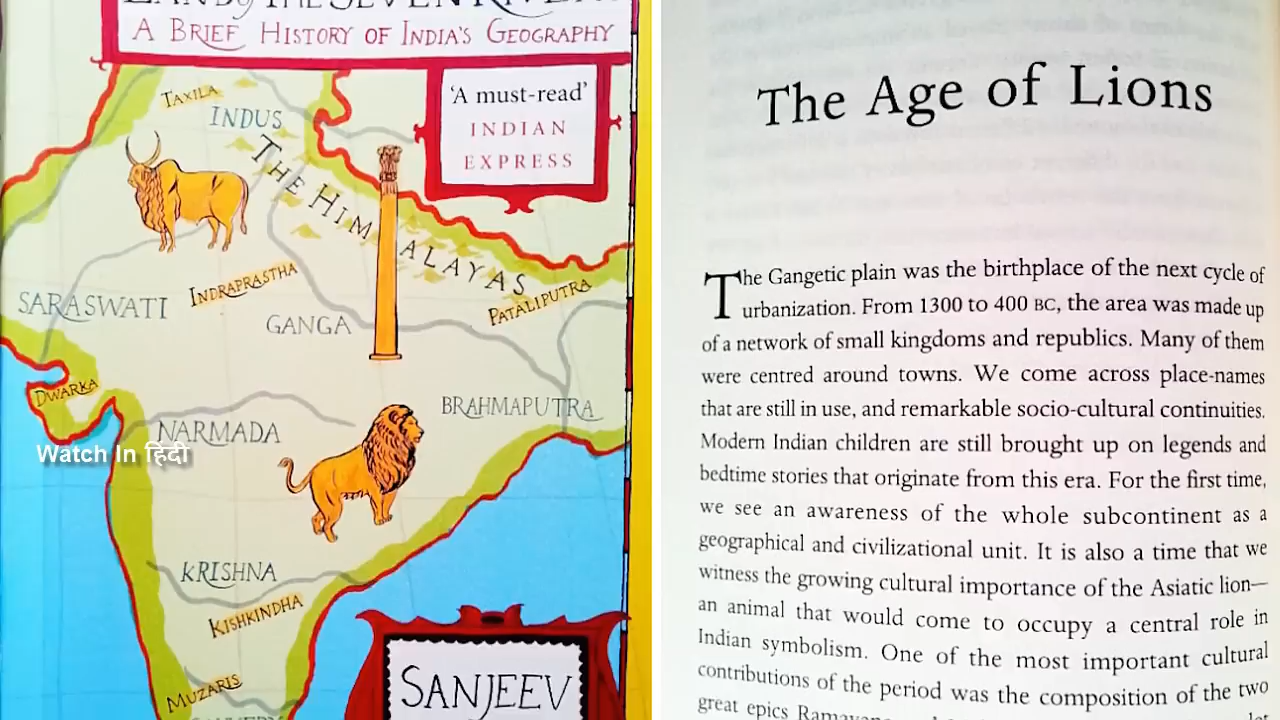 LAND OF THE SEVEN RIVERS
A BRIEF HISTORY OF INDIA'S GEOGRAPHY
'A must-read'
INDIAN
EXPRESS
TAXILA
INDUS
THE HIMALAYAS
INDRAPRASTHA
SARASWATI
GANGA
PATALIPUTRA
DWARKA
BRAHMAPUTRA
NARMADA
Watch In हिंदी
KRISHNA
KISHKINDHA
MUZARIS
SANJEEV
The Age of Lions
The Gangetic plain was the birthplace of the next cycle of
urbanization. From 1300 to 400 BC, the area was made up
of a network of small kingdoms and republics. Many of them
were centred around towns. We come across place-names
that are still in use, and remarkable socio-cultural continuities.
Modern Indian children are still brought up on legends and
bedtime stories that originate from this era. For the first time,
we see an awareness of the whole subcontinent as a
geographical and civilizational unit. It is also a time that we
witness the growing cultural importance of the Asiatic lion—
an animal that would come to occupy a central role in
Indian symbolism. One of the most important cultural
contributions of the period was the composition of the two
great epics